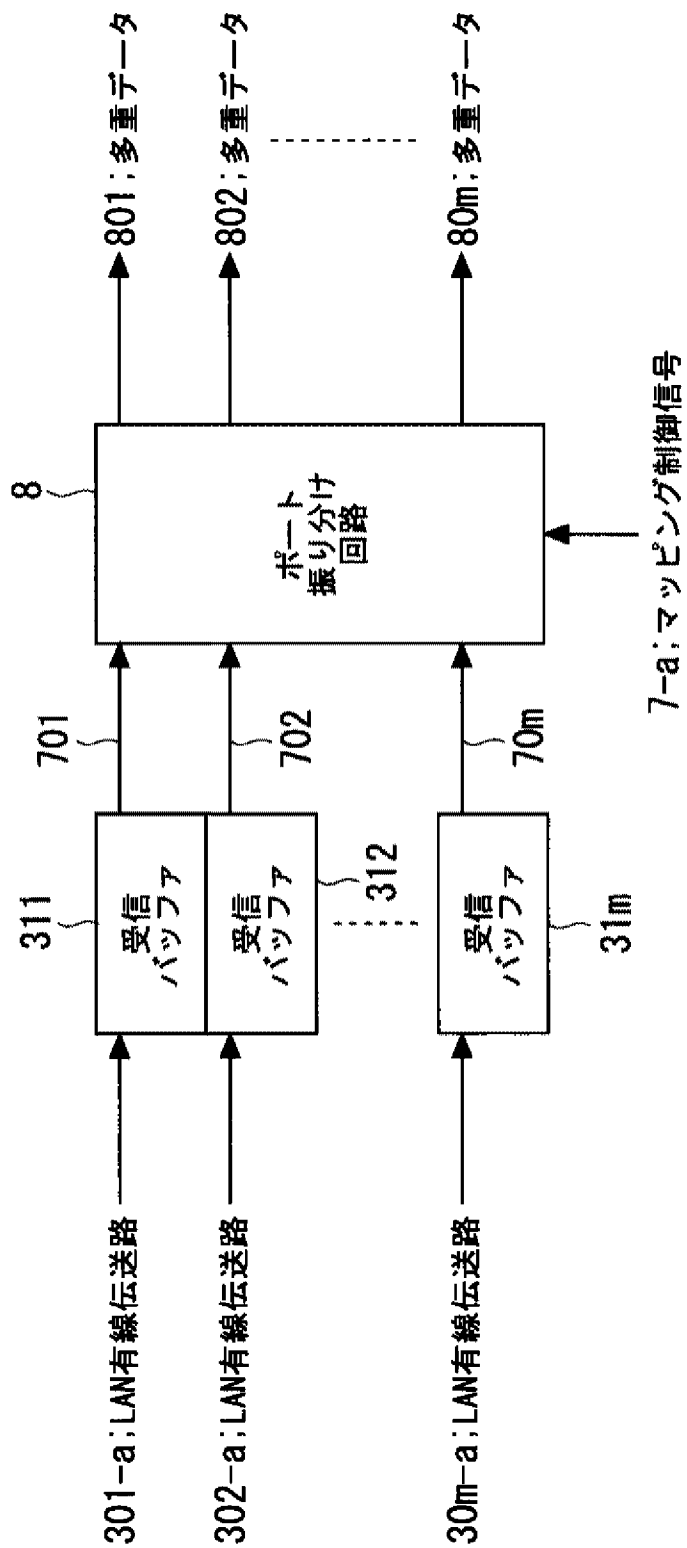 301-a;LAN有線伝送路
302-a;LAN有線伝送路
30m-a;LAN有線伝送路
311
受信
バッファ
受信
バッファ
312
受信
バッファ
31m
701
702
70m
8
ポート
振り分け
回路
7-a;マッピング制御信号
801;多重データ
802;多重データ
80m;多重データ